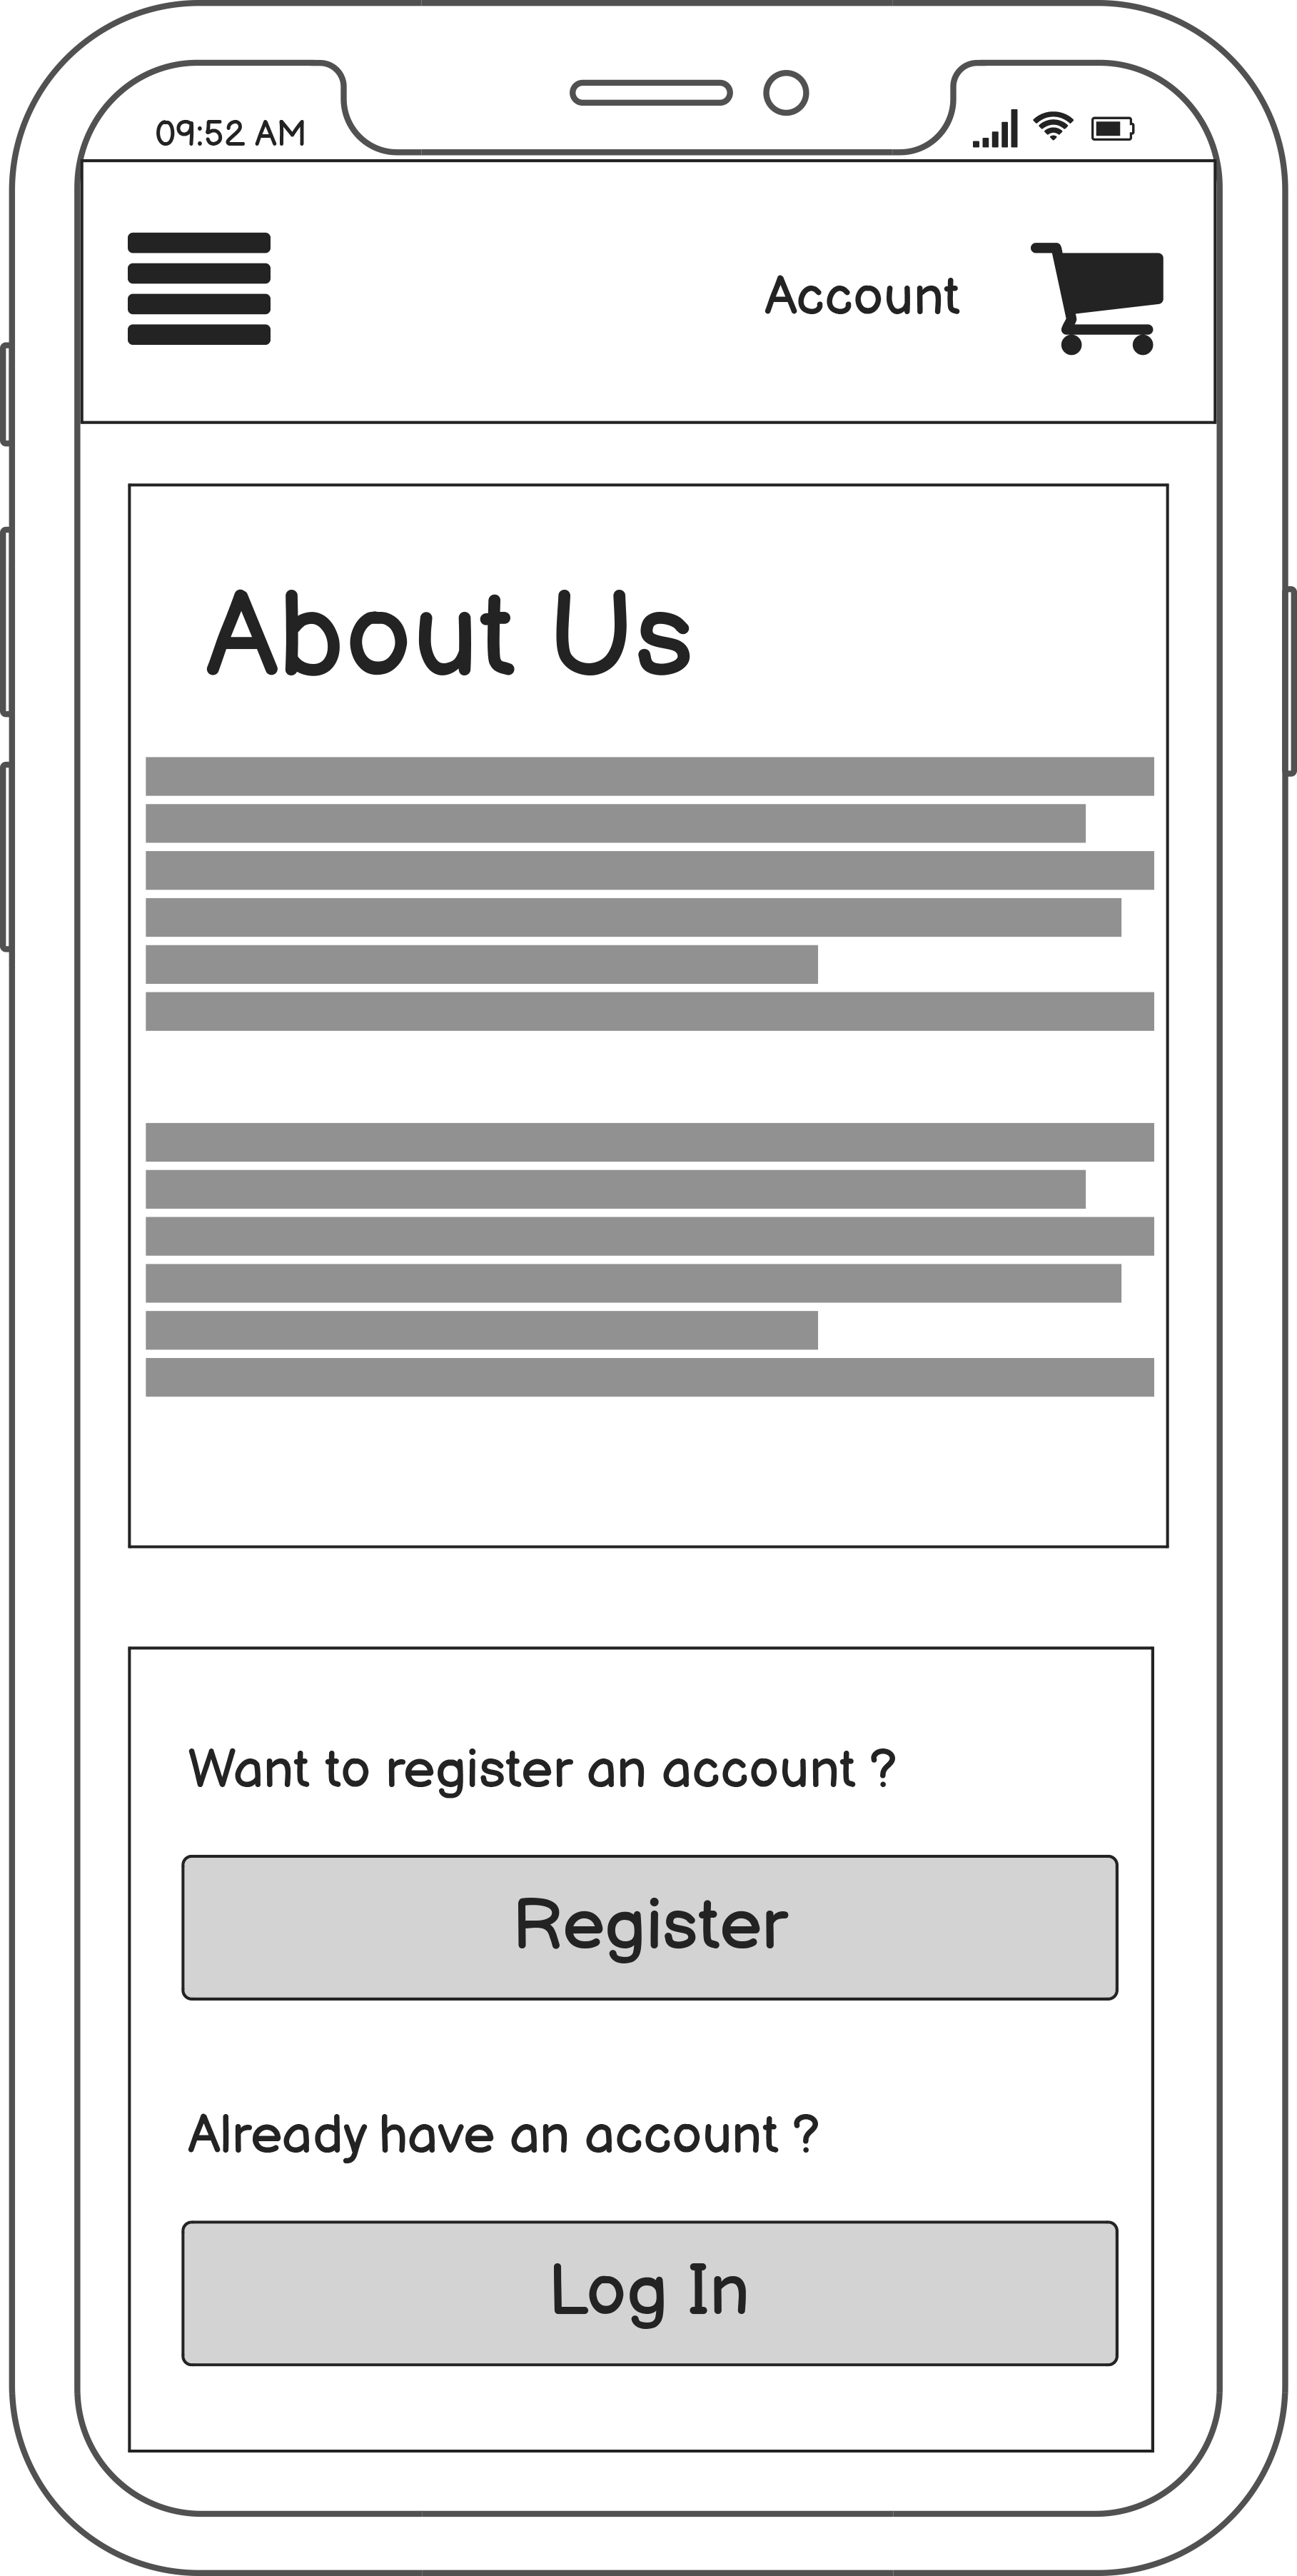 09:52 AM
Account
About Us
Want to register an account ?
Register
Already have an account ?
Log In